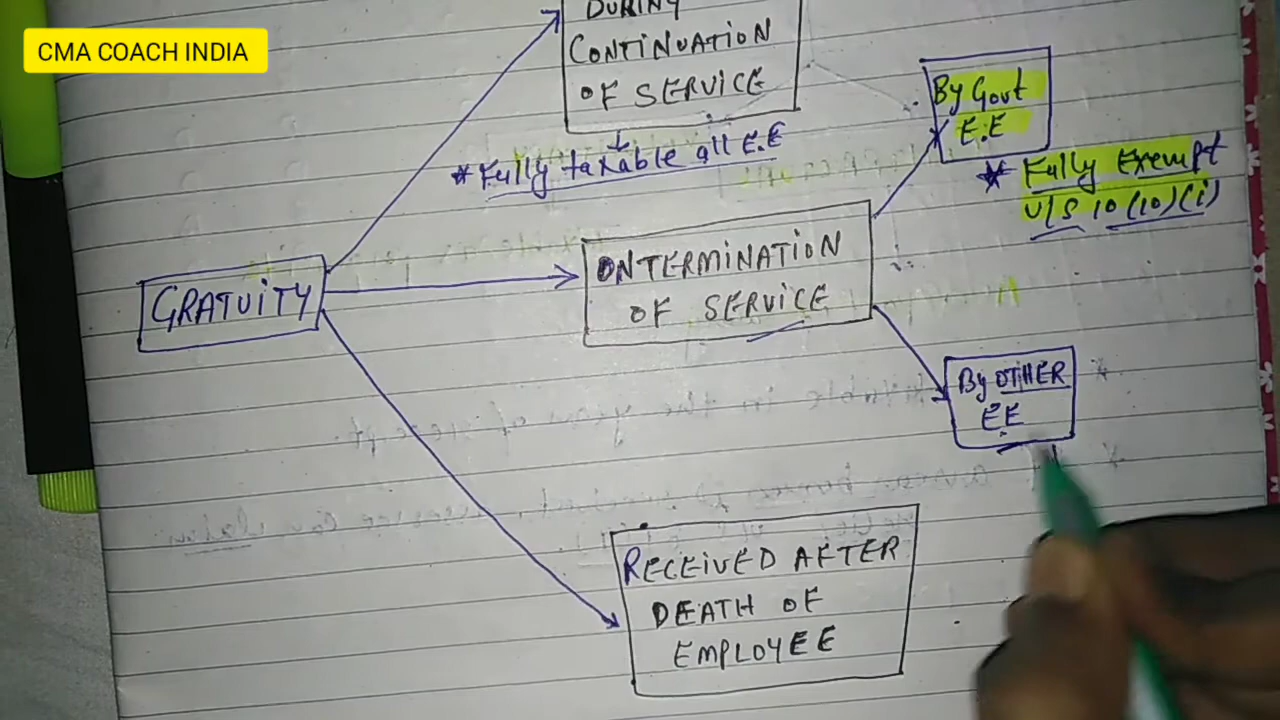 CMA COACH INDIA
DURING
CONTINUATION
OF SERVICE
* Fully taxable all E.E
By Govt
E.E
* Fully Exempt
U/S 10 (10)(i)
GRATUITY
ON TERMINATION
OF SERVICE
By OTHER
E.E
RECEIVED AFTER
DEATH OF
EMPLOYEE